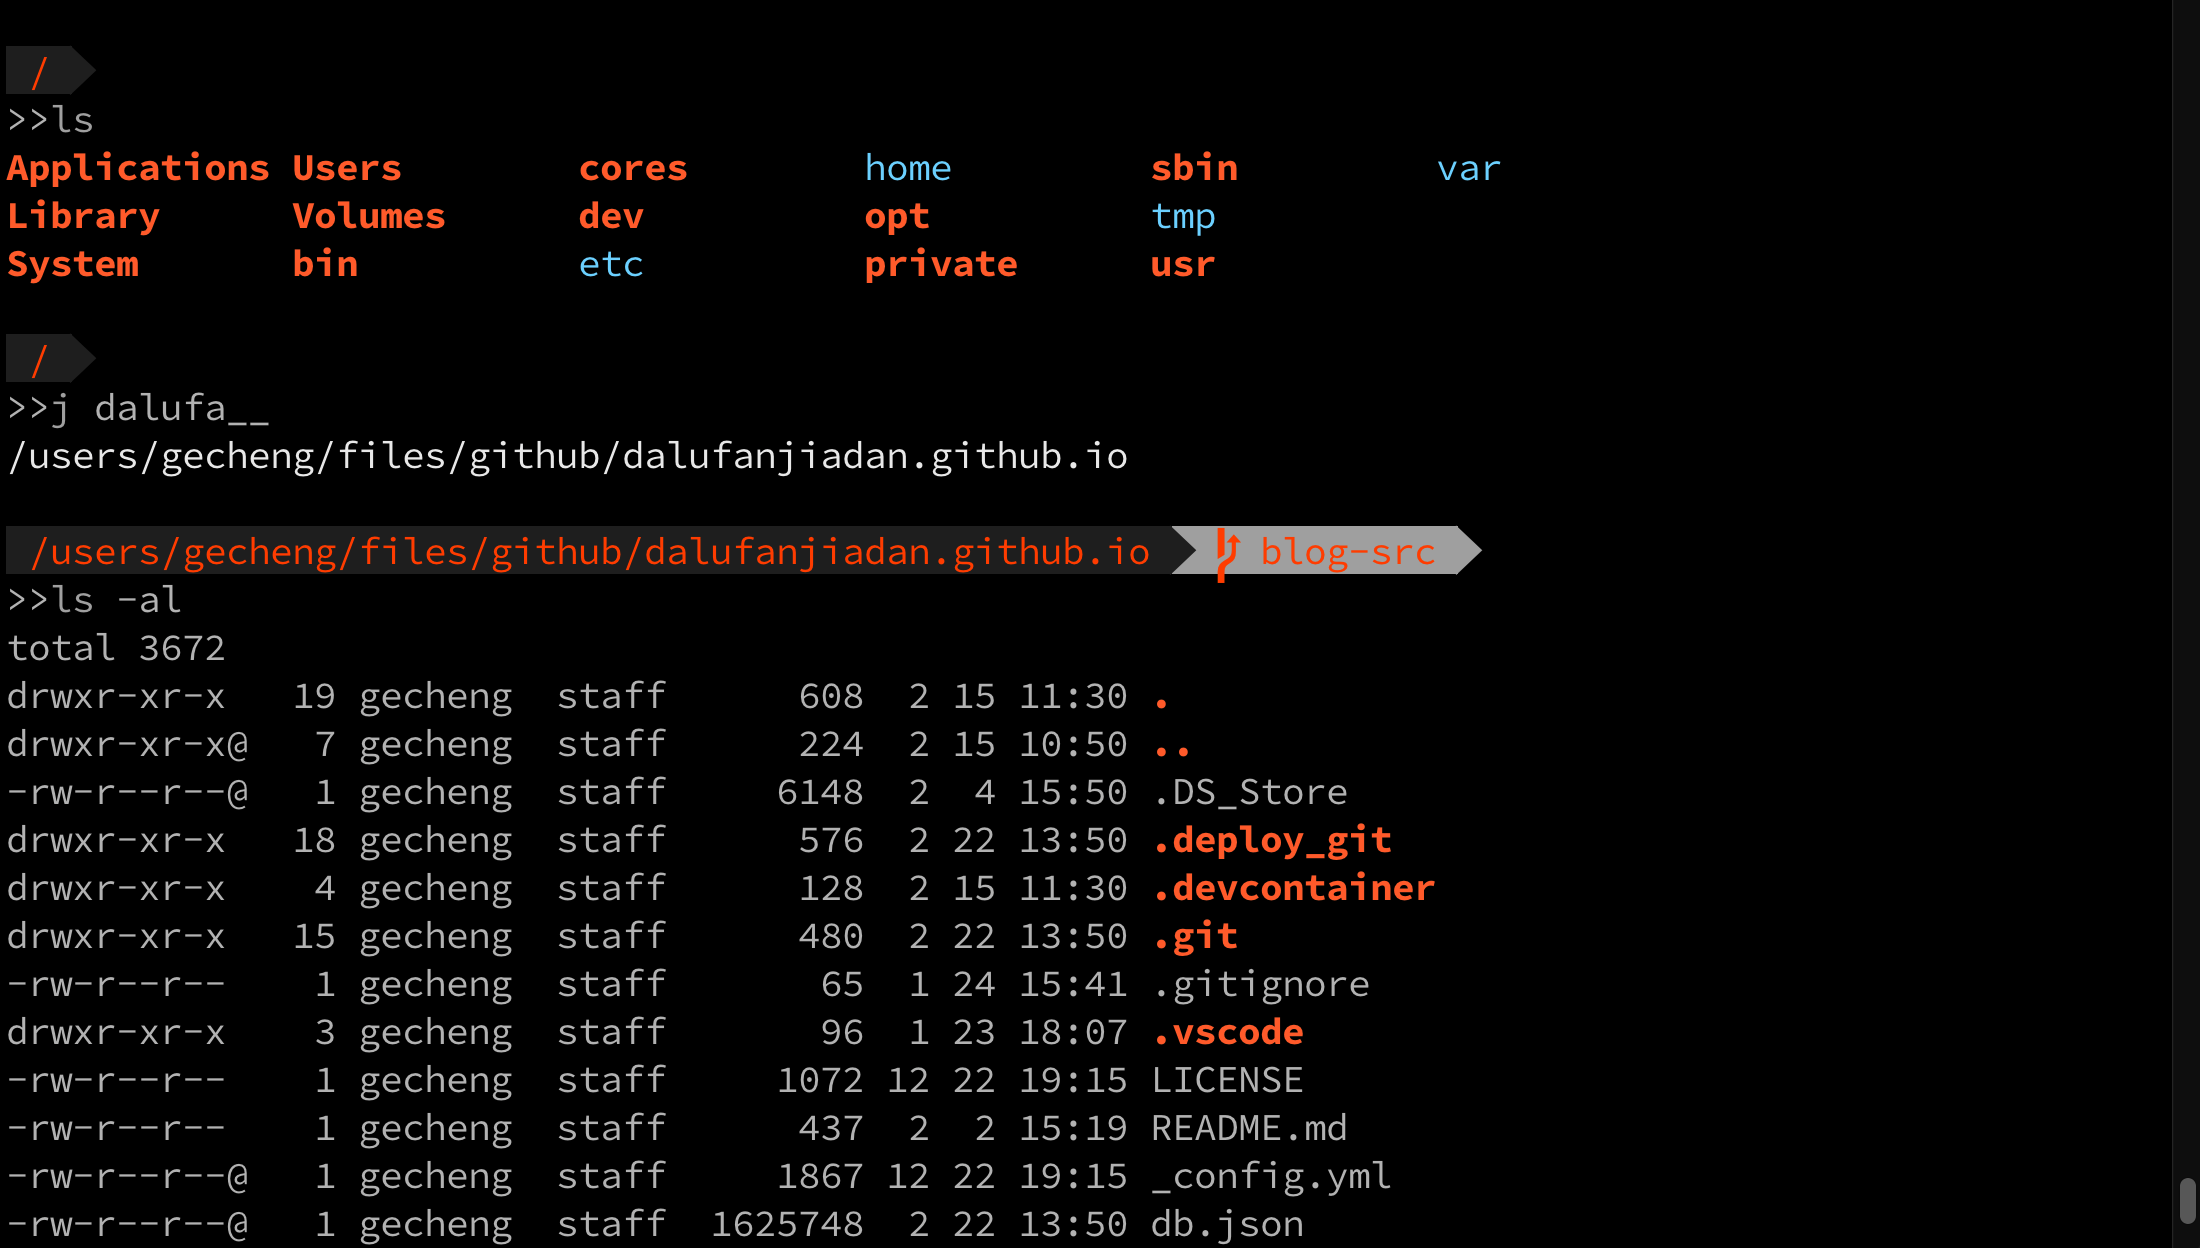 /
>>ls
Applications Users cores home sbin var
Library Volumes dev opt tmp
System bin etc private usr
/
>>j dalufa__
/users/gecheng/files/github/dalufanjiadan.github.io
/users/gecheng/files/github/dalufanjiadan.github.io blog-src
>>ls -al
total 3672
drwxr-xr-x 19 gecheng staff 608 2 15 11:30 .
drwxr-xr-x@ 7 gecheng staff 224 2 15 10:50 ..
-rw-r--r--@ 1 gecheng staff 6148 2 4 15:50 .DS_Store
drwxr-xr-x 18 gecheng staff 576 2 22 13:50 .deploy_git
drwxr-xr-x 4 gecheng staff 128 2 15 11:30 .devcontainer
drwxr-xr-x 15 gecheng staff 480 2 22 13:50 .git
-rw-r--r-- 1 gecheng staff 65 1 24 15:41 .gitignore
drwxr-xr-x 3 gecheng staff 96 1 23 18:07 .vscode
-rw-r--r-- 1 gecheng staff 1072 12 22 19:15 LICENSE
-rw-r--r-- 1 gecheng staff 437 2 2 15:19 README.md
-rw-r--r--@ 1 gecheng staff 1867 12 22 19:15 _config.yml
-rw-r--r--@ 1 gecheng staff 1625748 2 22 13:50 db.json